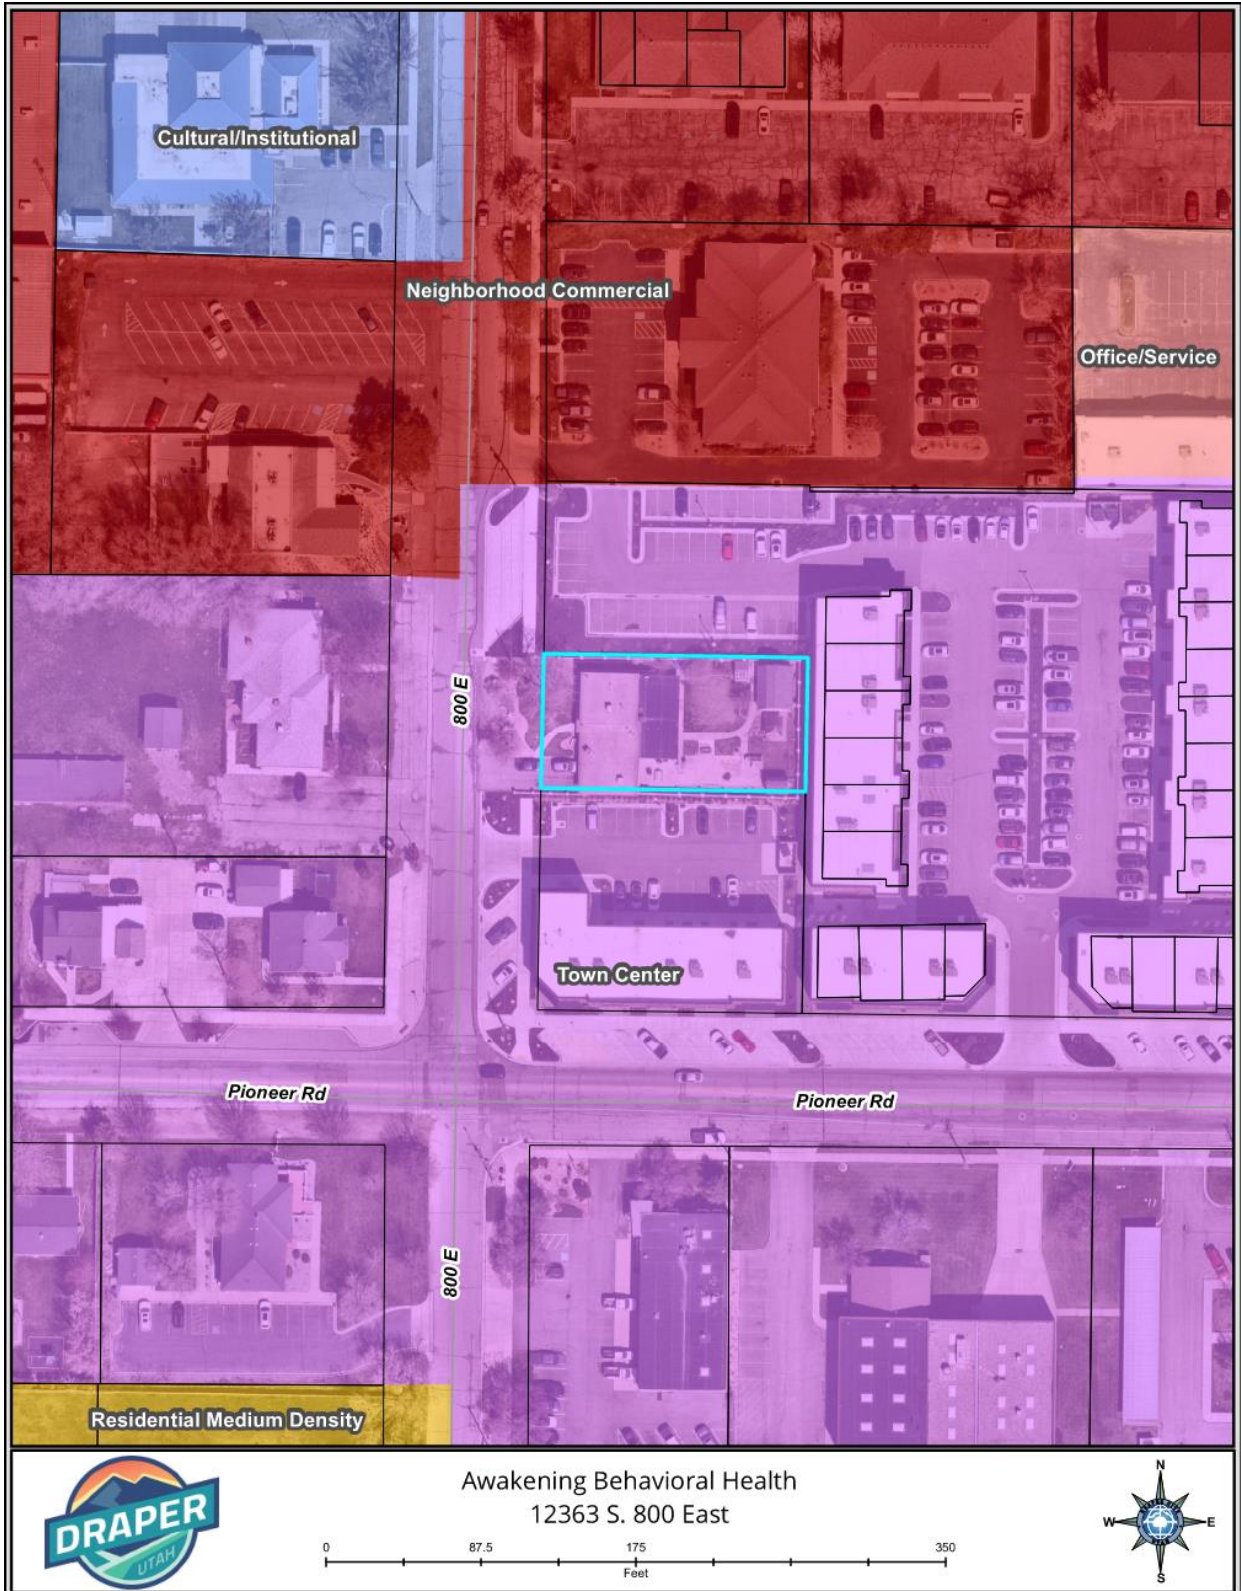 Cultural/Institutional
Neighborhood Commercial
Office/Service
800 E
Town Center
Pioneer Rd
Pioneer Rd
800 E
Residential Medium Density
DRAPER
UTAH
Awakening Behavioral Health
12363 S. 800 East
0 87.5 175 350
Feet
N
W E
S